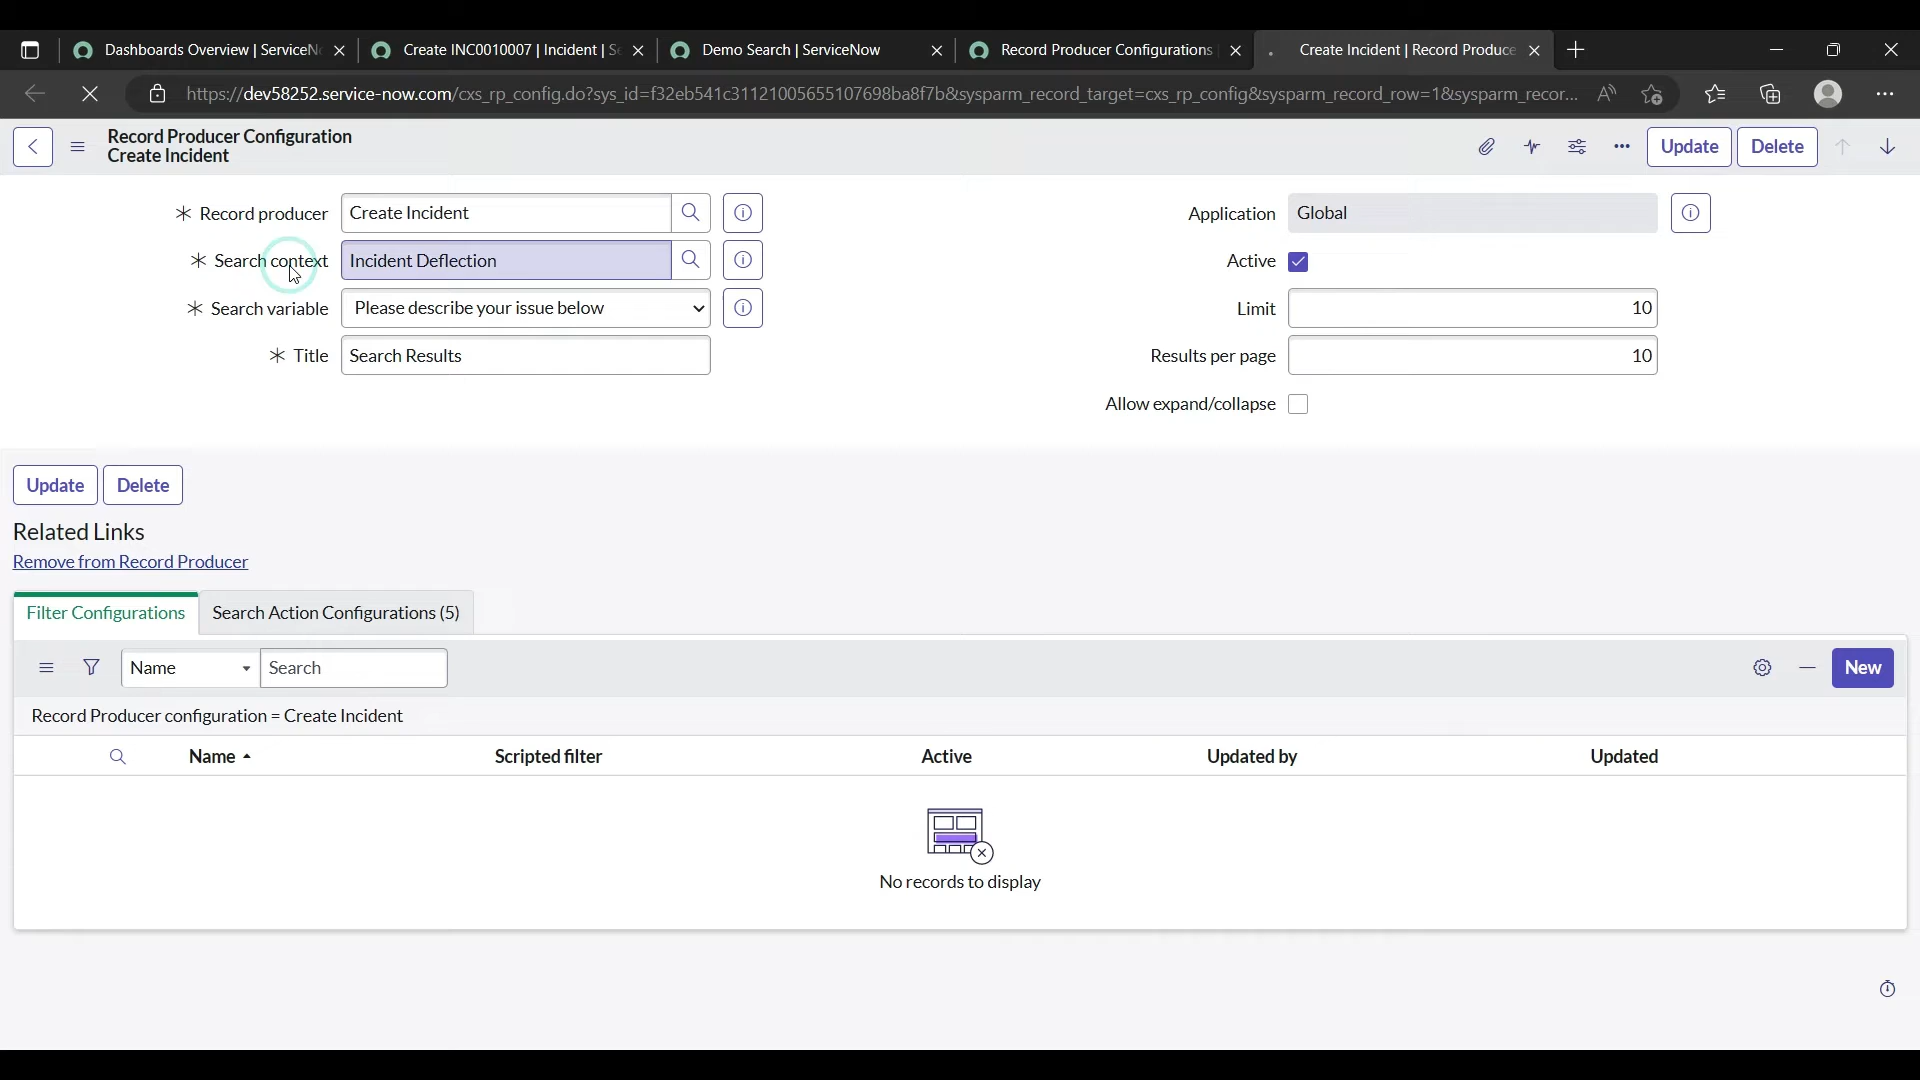 Dashboards Overview | ServiceN
Create INC0010007 | Incident | Se
Demo Search | ServiceNow
Record Producer Configurations
Create Incident | Record Produce
https://dev58252.service-now.com/cxs_rp_config.do?sys_id=f32eb541c31121005655107698ba8f7b&sysparm_record_target=cxs_rp_config&sysparm_record_row=1&sysparm_recor...
Record Producer Configuration
Create Incident
Update
Delete
Record producer
Create Incident
Application
Global
Search context
Incident Deflection
Active
Search variable
Please describe your issue below
Limit
10
Title
Search Results
Results per page
10
Allow expand/collapse
Update
Delete
Related Links
Remove from Record Producer
Filter Configurations
Search Action Configurations (5)
Name
Search
New
Record Producer configuration = Create Incident
Name
Scripted filter
Active
Updated by
Updated
No records to display